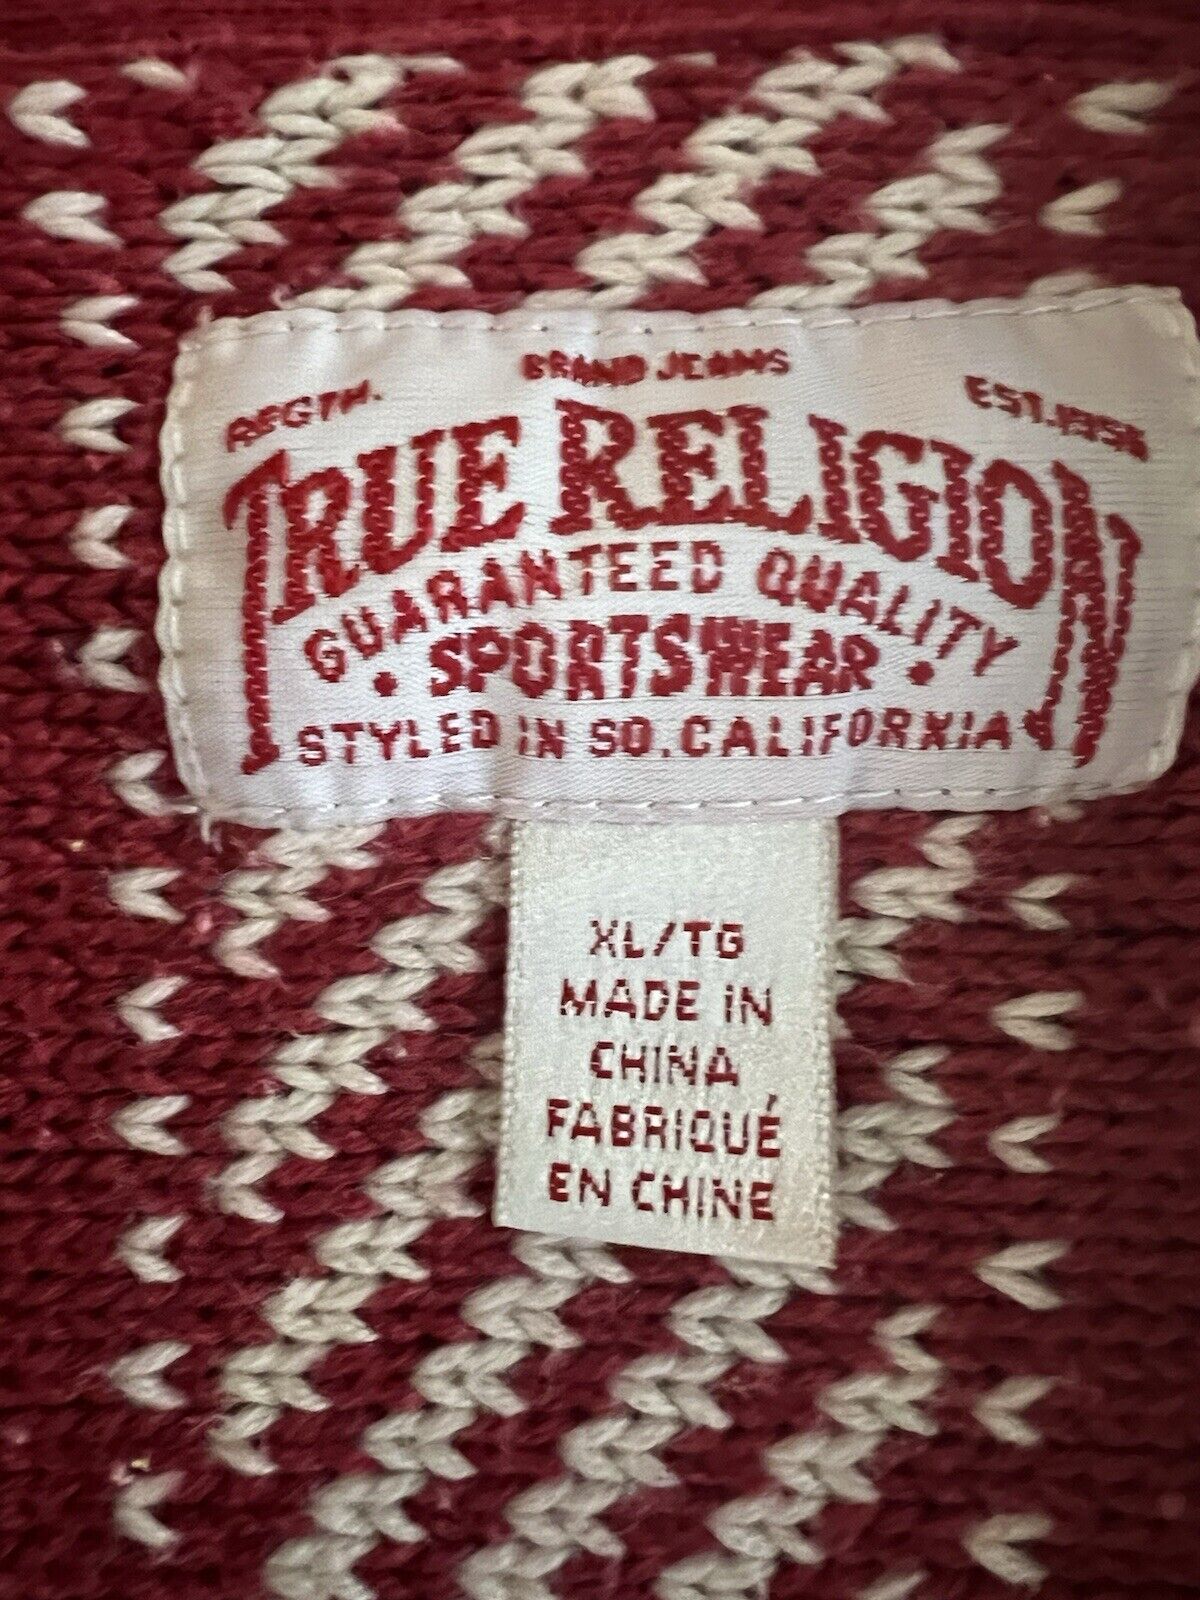 BRAND JEANS
REGTM. EST.1956
TRUE RELIGION
GUARANTEED QUALITY
• SPORTSWEAR •
STYLED IN SO. CALIFORNIA
XL/TG
MADE IN
CHINA
FABRIQUÉ
EN CHINE